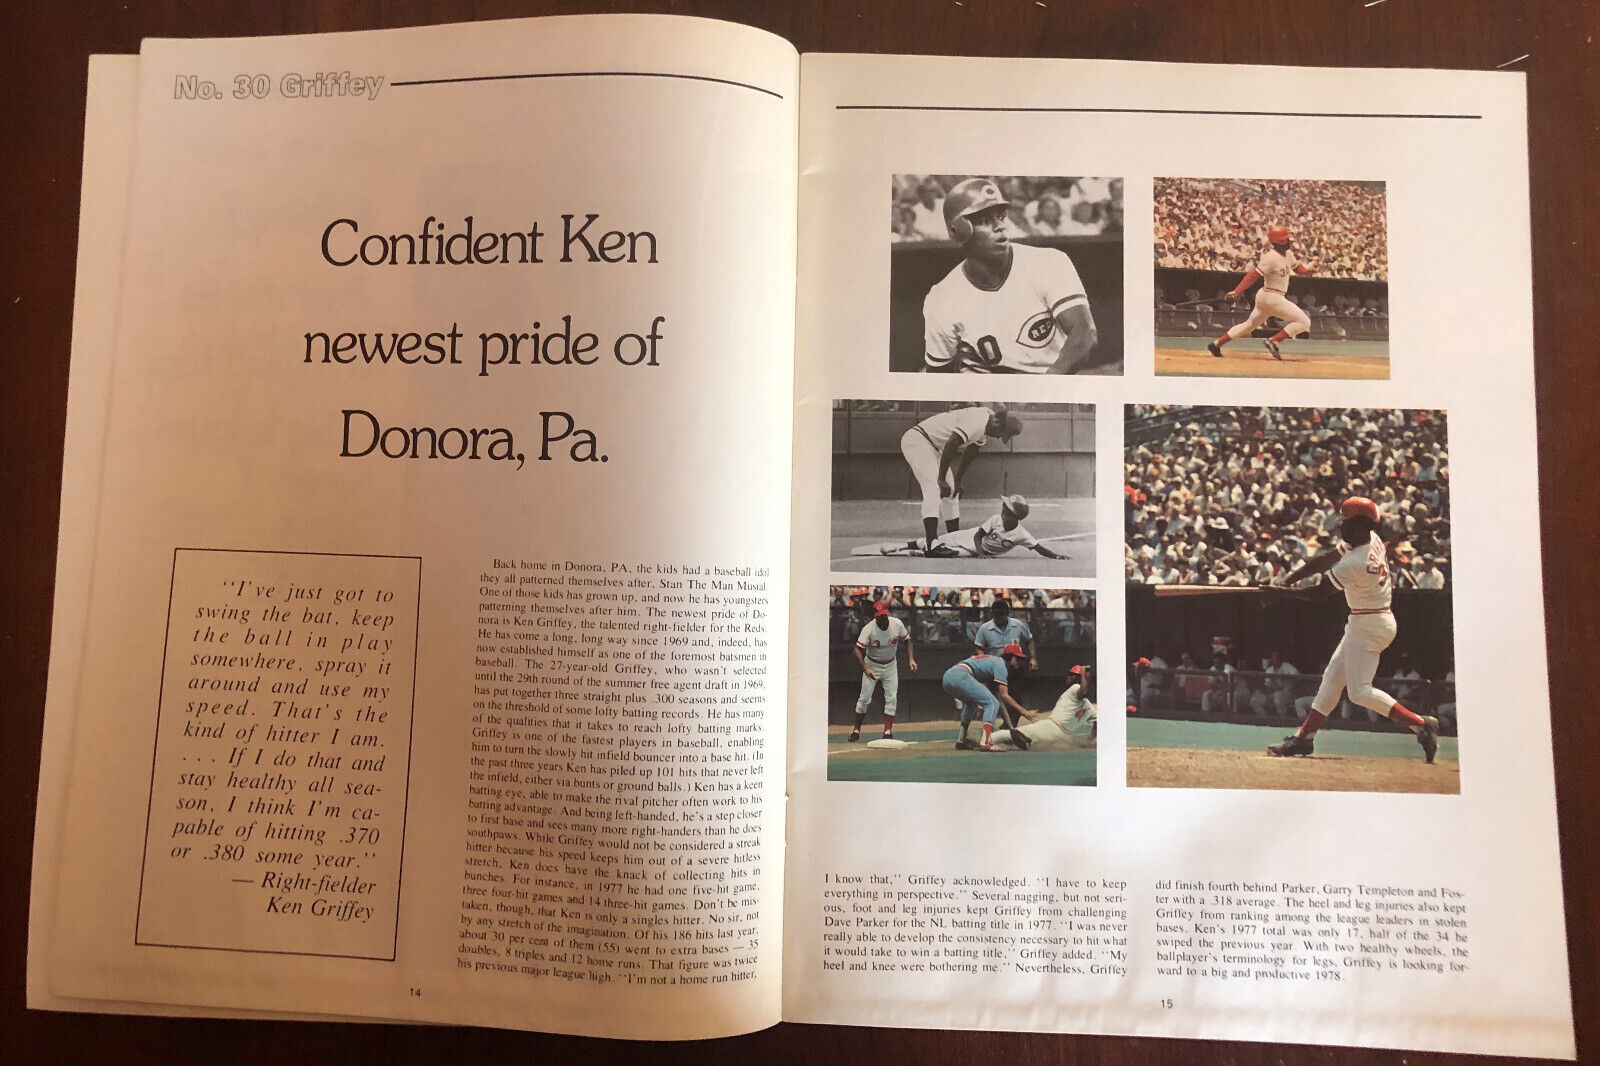 No. 30 Griffey
Confident Ken
newest pride of
Donora, Pa.
"I've just got to
swing the bat, keep
the ball in play
somewhere, spray it
around and use my
speed. That's the
kind of hitter I am.
. . . If I do that and
stay healthy all sea-
son, I think I'm ca-
pable of hitting .370
or .380 some year."
— Right-fielder
Ken Griffey
Back home in Donora, PA, the kids had a baseball idol
they all patterned themselves after, Stan The Man Musial.
One of those kids has grown up, and now he has youngsters
patterning themselves after him. The newest pride of Do-
nora is Ken Griffey, the talented right-fielder for the Reds.
He has come a long, long way since 1969 and, indeed, has
now established himself as one of the foremost batsmen in
baseball. The 27-year-old Griffey, who wasn't selected
until the 29th round of the summer free agent draft in 1969,
has put together three straight plus .300 seasons and seems
on the threshold of some lofty batting records. He has many
of the qualities that it takes to reach lofty batting marks.
Griffey is one of the fastest players in baseball, enabling
him to turn the slowly hit infield bouncer into a base hit. (In
the past three years Ken has piled up 101 hits that never left
the infield, either via bunts or ground balls.) Ken has a keen
batting eye, able to make the rival pitcher often work to his
batting advantage. And being left-handed, he's a step closer
to first base and sees many more right-handers than he does
southpaws. While Griffey would not be considered a streak
hitter because his speed keeps him out of a severe hitless
stretch, Ken does have the knack of collecting hits in
bunches. For instance, in 1977 he had one five-hit game,
three four-hit games and 14 three-hit games. Don't be mis-
taken, though, that Ken is only a singles hitter. No sir, not
by any stretch of the imagination. Of his 186 hits last year,
about 30 per cent of them (55) went to extra bases — 35
doubles, 8 triples and 12 home runs. That figure was twice
his previous major league high. "I'm not a home run hitter,
14
REDS
30
I know that," Griffey acknowledged. "I have to keep
everything in perspective." Several nagging, but not seri-
ous, foot and leg injuries kept Griffey from challenging
Dave Parker for the NL batting title in 1977. "I was never
really able to develop the consistency necessary to hit what
it would take to win a batting title," Griffey added. "My
heel and knee were bothering me." Nevertheless, Griffey
did finish fourth behind Parker, Garry Templeton and Fos-
ter with a .318 average. The heel and leg injuries also kept
Griffey from ranking among the league leaders in stolen
bases. Ken's 1977 total was only 17, half of the 34 he
swiped the previous year. With two healthy wheels, the
ballplayer's terminology for legs, Griffey is looking for-
ward to a big and productive 1978.
15